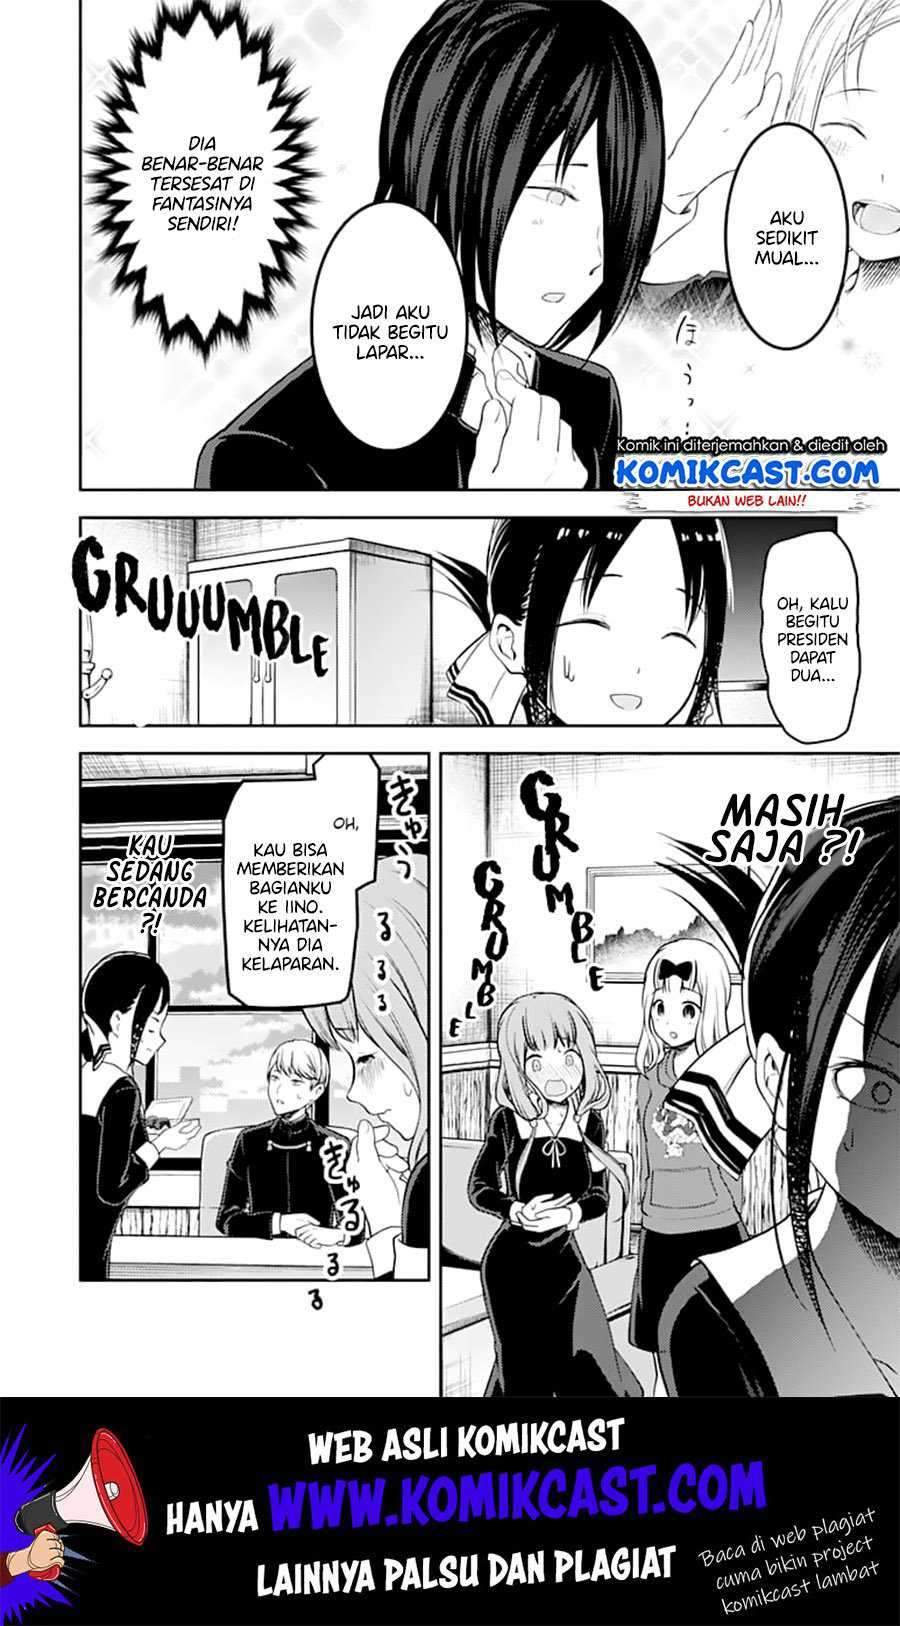 AKU
SEDIKIT
MUAL...
JADI AKU
TIDAK BEGITU
LAPAR...
DIA
BENAR-BENAR
TERSESAT DI
FANTASINYA
SENDIRI!
ほうっ…
Komik ini diterjemahkan & diedit oleh
KOMIKCAST.COM
BUKAN WEB LAIN!!
OH, KALU
BEGITU
PRESIDEN
DAPAT
DUA...
GRUUUMBLE
MASIH
SAJA ?!
GRUMBLE
GRUMBLE
OH,
KAU BISA
MEMBERIKAN
BAGIANKU
KE IINO.
KELIHATAN-
NYA DIA
KELAPARAN.
きゅうるるる
きゅるるるる
KAU
SEDANG
BERCANDA
?!
WEB ASLI KOMIKCAST
HANYA WWW.KOMIKCAST.COM
LAINNYA PALSU DAN PLAGIAT
Baca di web plagiat
cuma bikin project
komikcast lambat